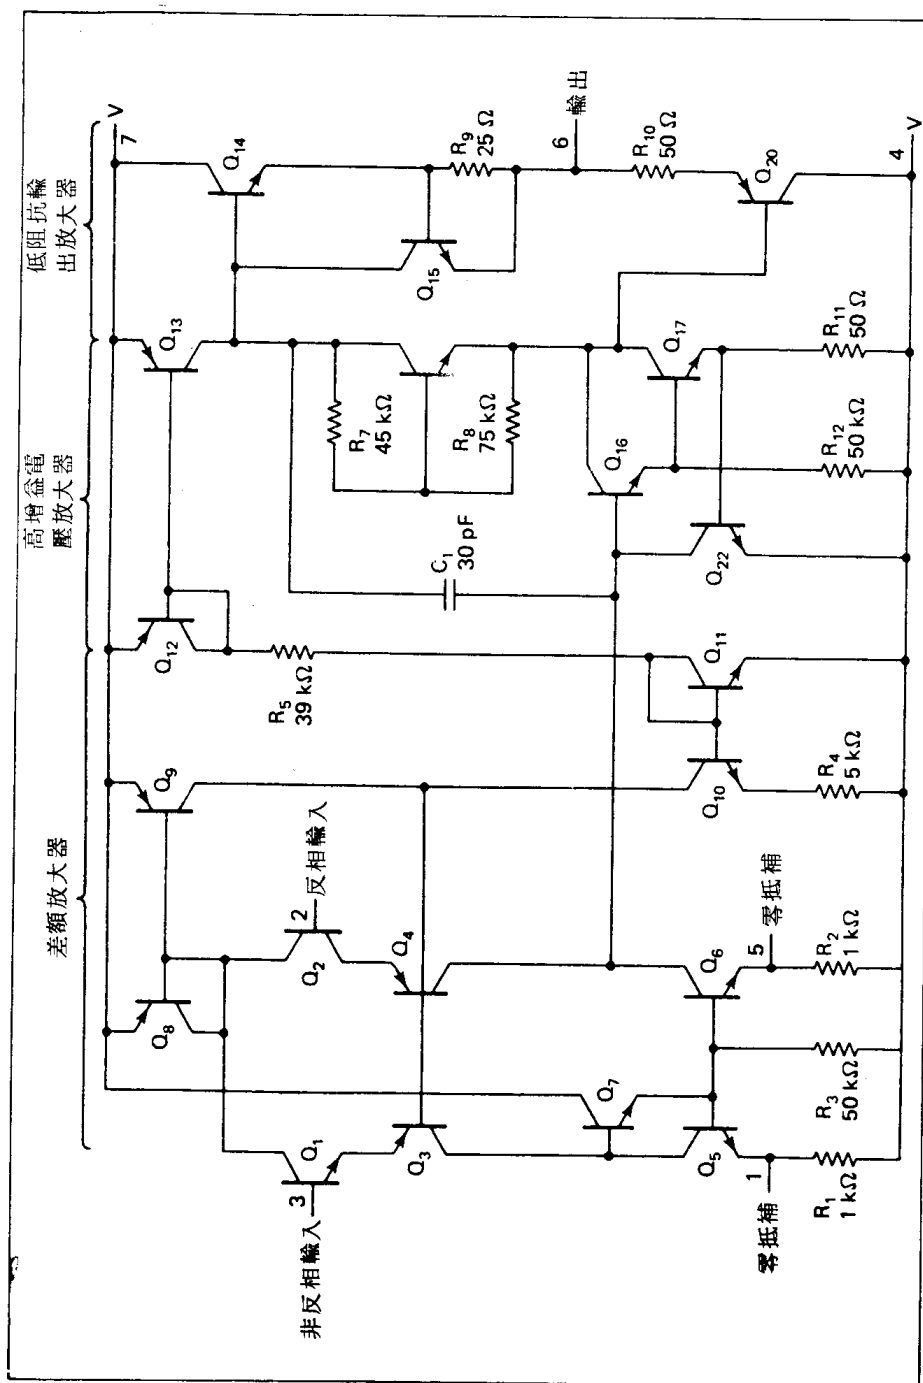 差額放大器
高增益電
壓放大器
低阻抗輸
出放大器
V
7
Q₈
Q₉
Q₁₂
Q₁₃
Q₁₄
非反相輸入
3
Q₁
Q₂
2
反相輸入
R₅
39 kΩ
Q₃
Q₄
C₁
30 pF
R₇
45 kΩ
R₈
75 kΩ
Q₁₅
R₉
25 Ω
6
輸出
R₁₀
50 Ω
Q₇
Q₅
Q₆
Q₁₀
Q₁₁
Q₂₂
Q₁₆
Q₁₇
Q₂₀
零抵補
1
5
零抵補
R₁
1 kΩ
R₃
50 kΩ
R₂
1 kΩ
R₄
5 kΩ
R₁₂
50 kΩ
R₁₁
50 Ω
4
V